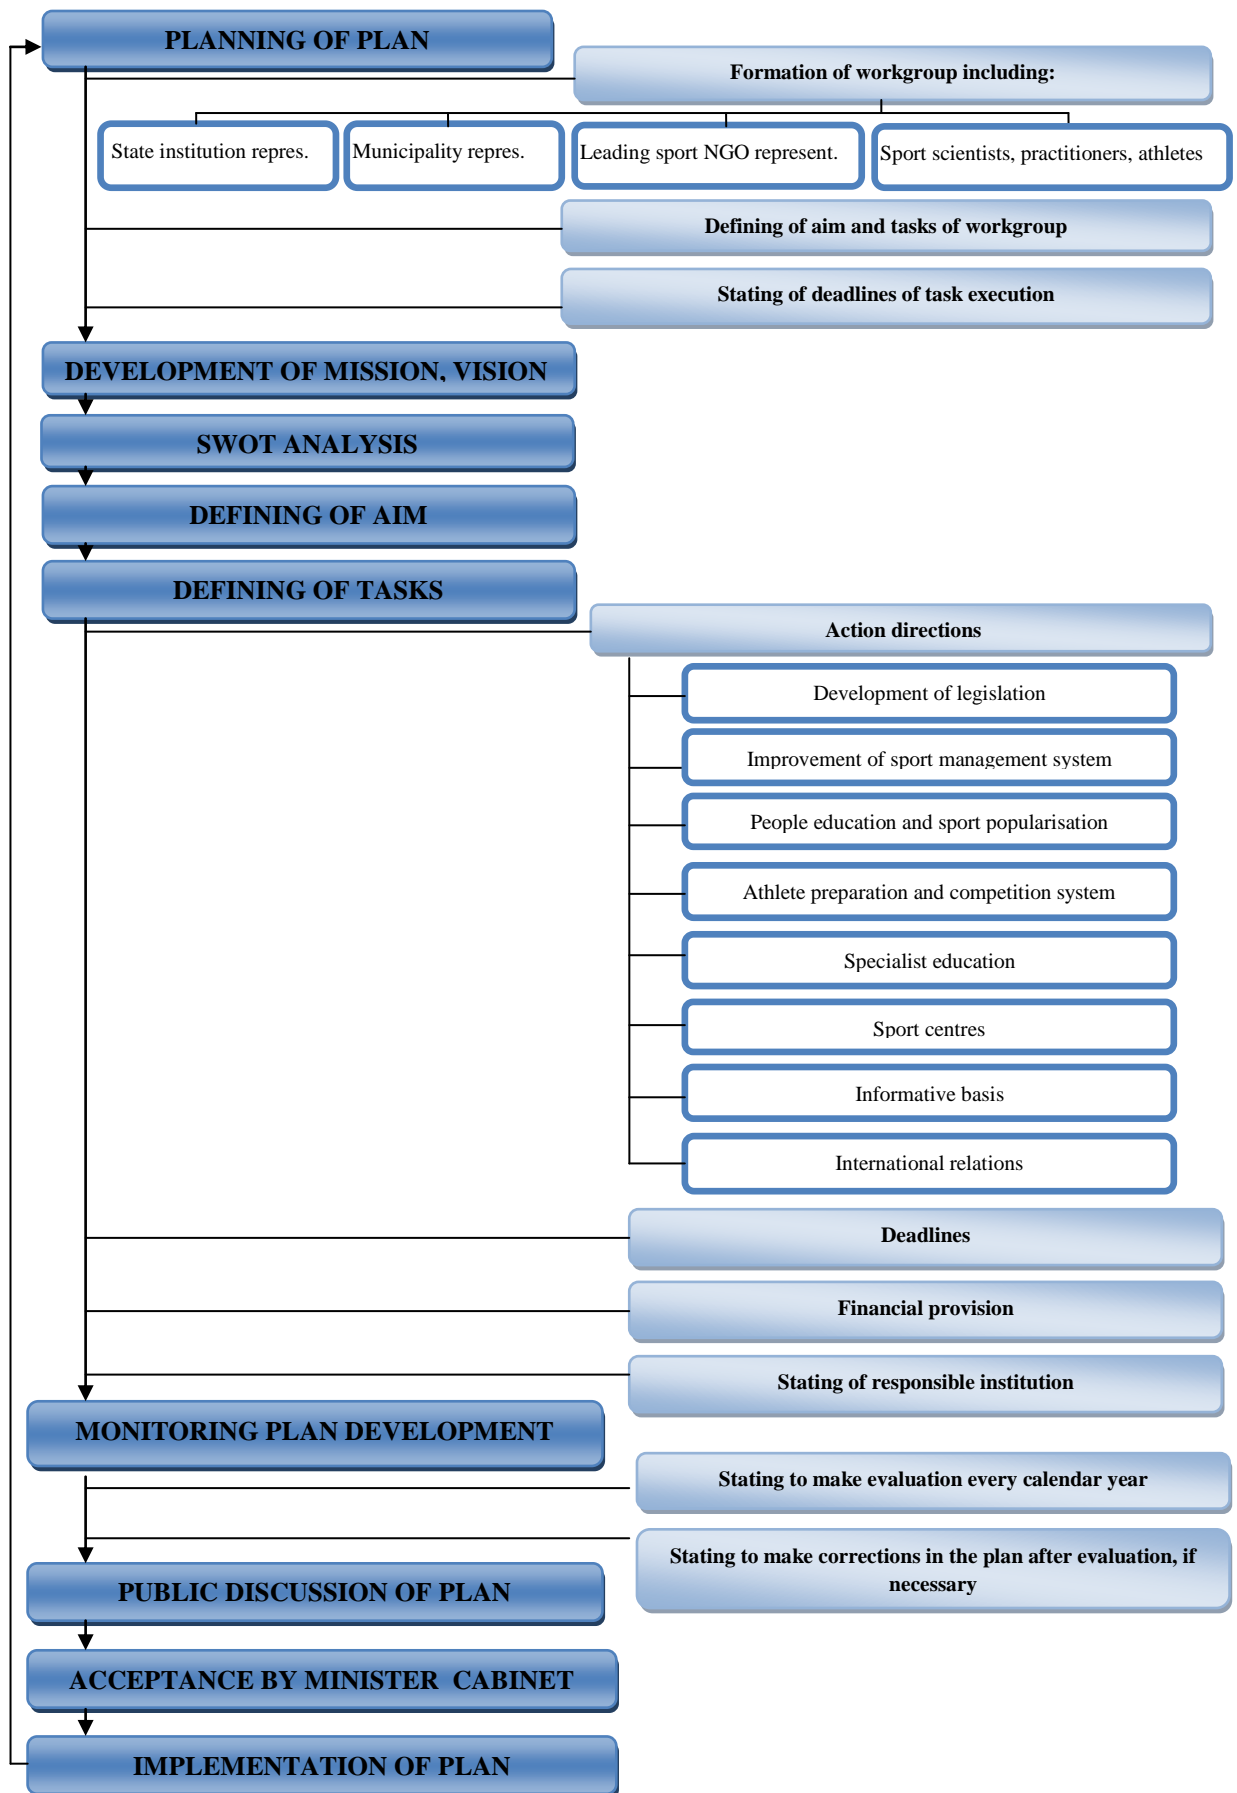 PLANNING OF PLAN
Formation of workgroup including:
State institution repres.
Municipality repres.
Leading sport NGO represent.
Sport scientists, practitioners, athletes
Defining of aim and tasks of workgroup
Stating of deadlines of task execution
DEVELOPMENT OF MISSION, VISION
SWOT ANALYSIS
DEFINING OF AIM
DEFINING OF TASKS
Action directions
Development of legislation
Improvement of sport management system
People education and sport popularisation
Athlete preparation and competition system
Specialist education
Sport centres
Informative basis
International relations
Deadlines
Financial provision
Stating of responsible institution
MONITORING PLAN DEVELOPMENT
Stating to make evaluation every calendar year
Stating to make corrections in the plan after evaluation, if
necessary
PUBLIC DISCUSSION OF PLAN
ACCEPTANCE BY MINISTER CABINET
IMPLEMENTATION OF PLAN